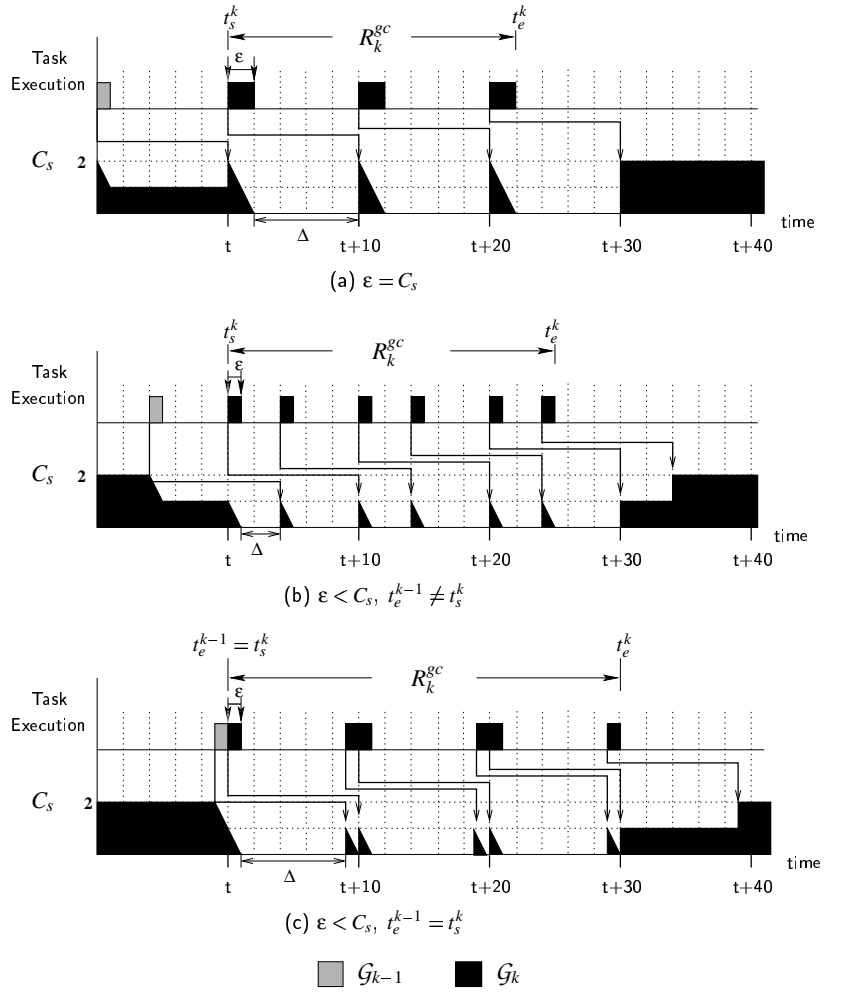 t_s^k t_e^k
R_k^{gc}
Task
Execution
ε
C_s 2
Δ
time
t t+10 t+20 t+30 t+40
(a) ε = C_s
t_s^k t_e^k
R_k^{gc}
Task
Execution
ε
C_s 2
Δ
time
t t+10 t+20 t+30 t+40
(b) ε < C_s, t_e^{k−1} ≠ t_s^k
t_e^{k−1} = t_s^k t_e^k
R_k^{gc}
Task
Execution
ε
C_s 2
Δ
time
t t+10 t+20 t+30 t+40
(c) ε < C_s, t_e^{k−1} = t_s^k
𝒢_{k−1} 𝒢_k